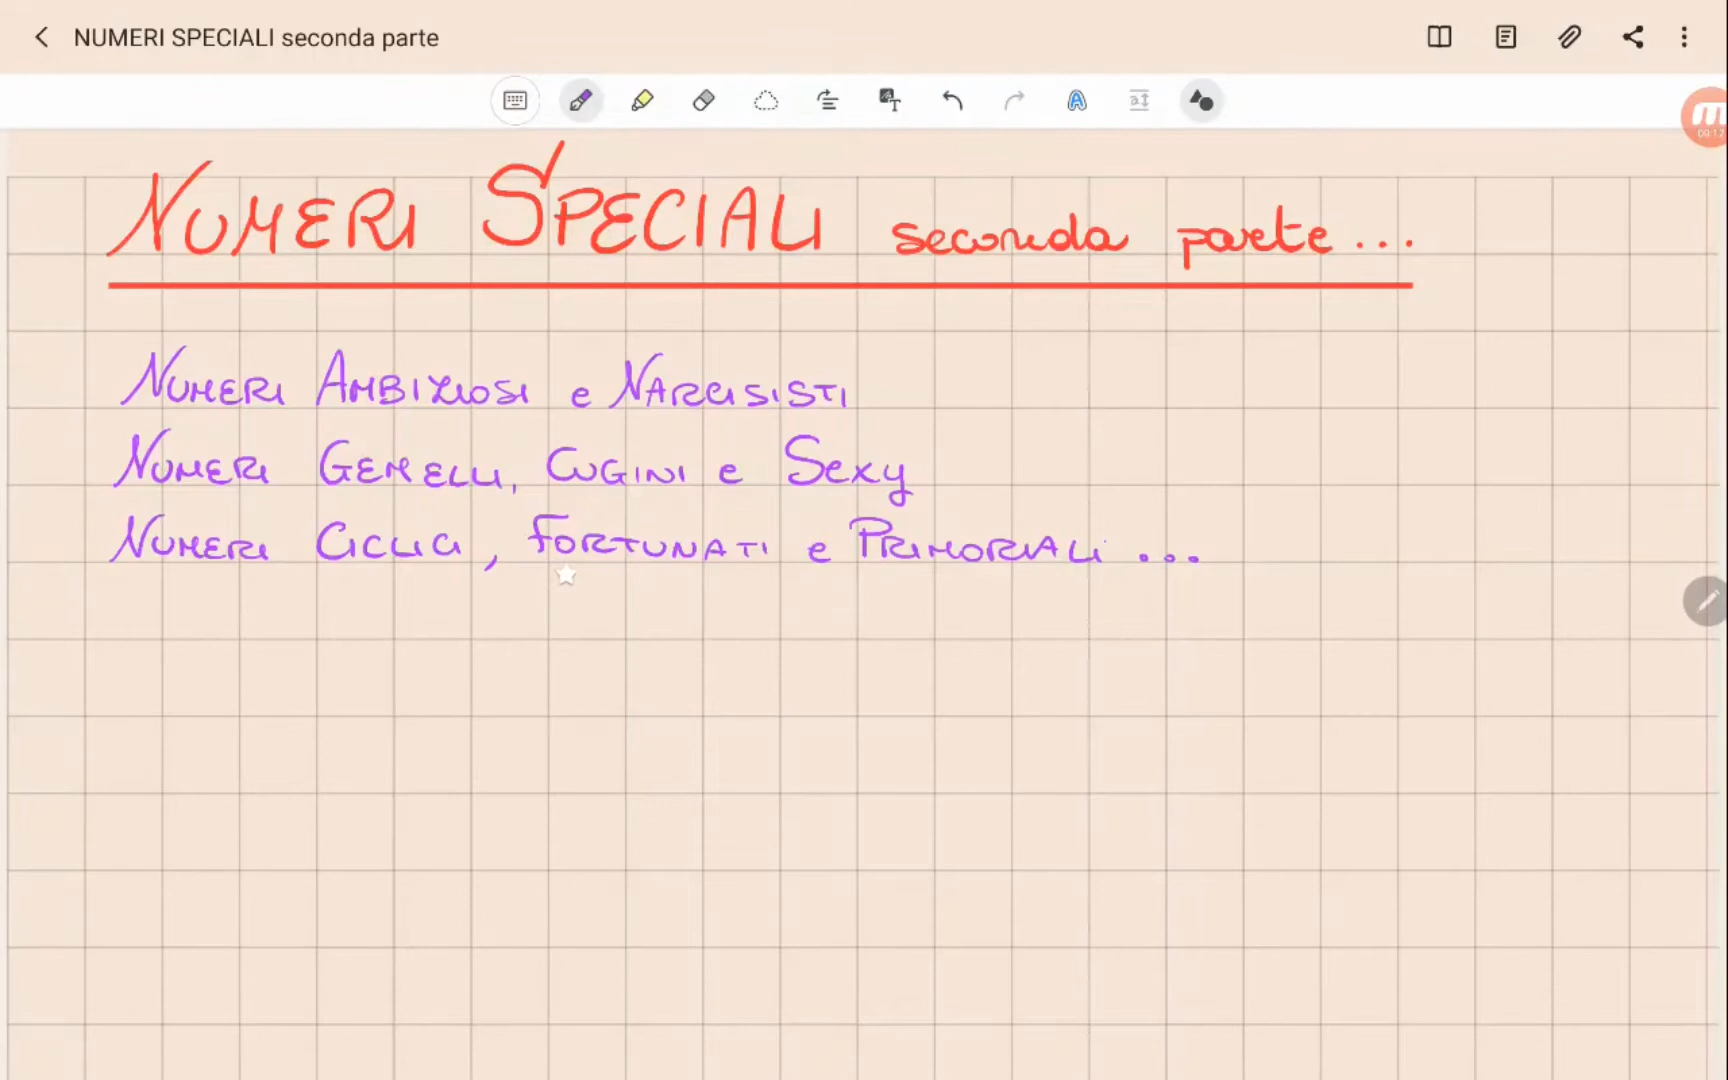 NUMERI SPECIALI seconda parte
NUMERI SPECIALI seconda parte...
NUMERI AMBIZIOSI e NARCISISTI
NUMERI GEMELLI, CUGINI e SEXY
NUMERI CICLICI, FORTUNATI e PRIMORIALI...